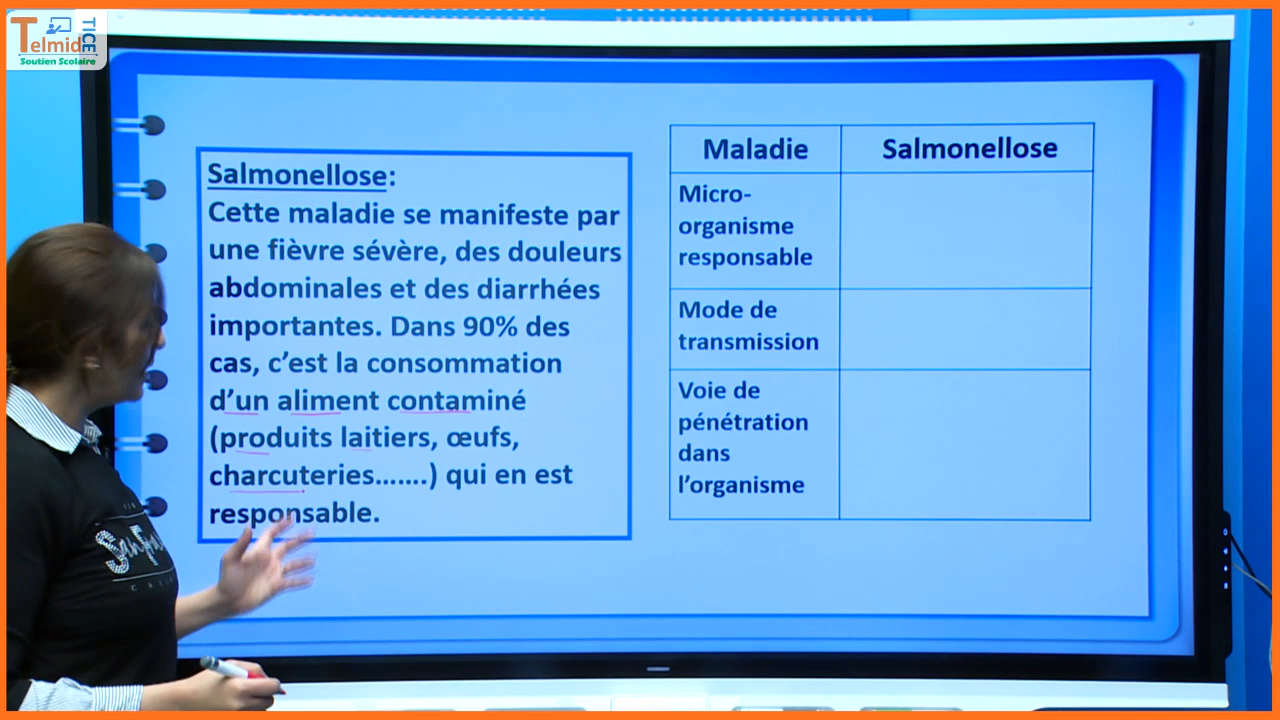 Telmid
TICE
Soutien Scolaire
Salmonellose:
Cette maladie se manifeste par
une fièvre sévère, des douleurs
abdominales et des diarrhées
importantes. Dans 90% des
cas, c’est la consommation
d’un aliment contaminé
(produits laitiers, œufs,
charcuteries…….) qui en est
responsable.
Maladie
Salmonellose
Micro-
organisme
responsable
Mode de
transmission
Voie de
pénétration
dans
l’organisme